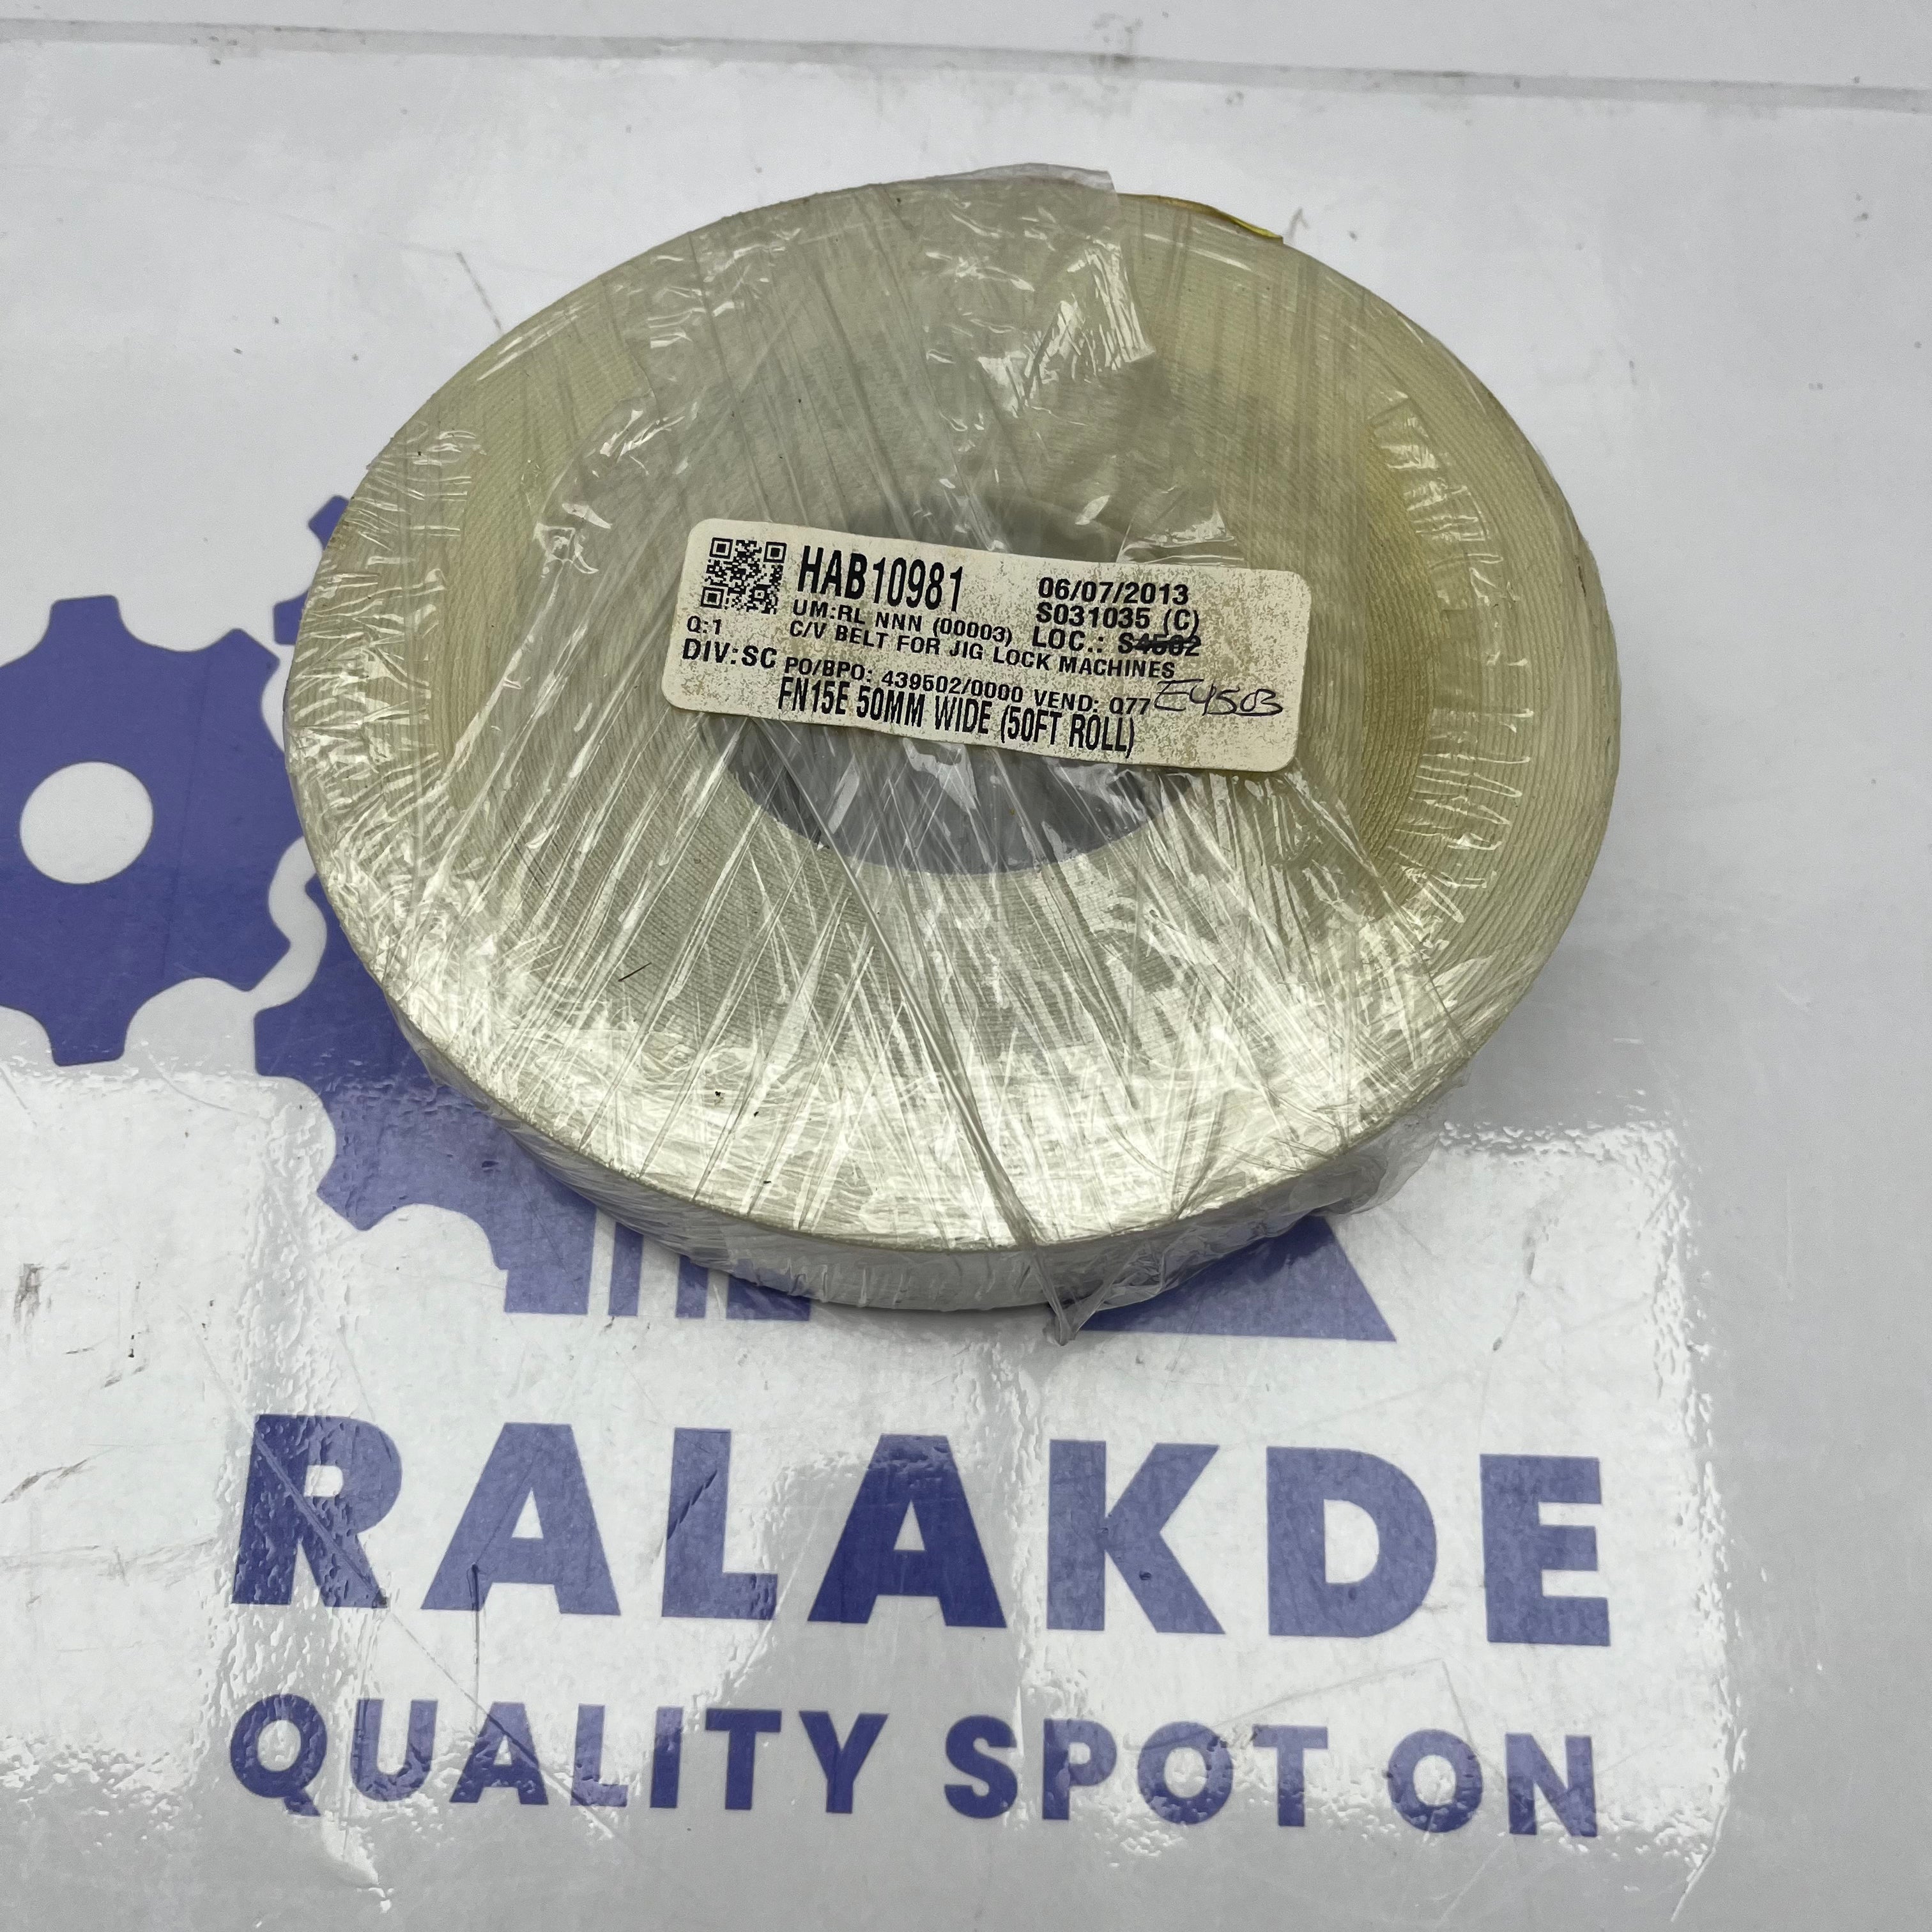 HAB10981 06/07/2013
UM:RL NNN (00003) S031035 (C)
Q:1 C/V BELT FOR JIG LOCK MACHINES LOC.: S4502
DIV:SC PO/BPO: 439502/0000 VEND: Q77 E4503
FN15E 50MM WIDE (50FT ROLL)
RALAKDE
QUALITY SPOT ON